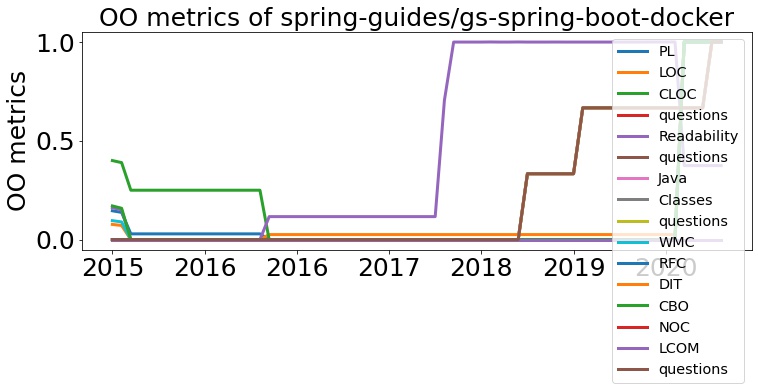 OO metrics of spring-guides/gs-spring-boot-docker
OO metrics
1.0
0.5
0.0
2015
2016
2016
2017
2018
2019
2020
PL
LOC
CLOC
questions
Readability
questions
Java
Classes
questions
WMC
RFC
DIT
CBO
NOC
LCOM
questions